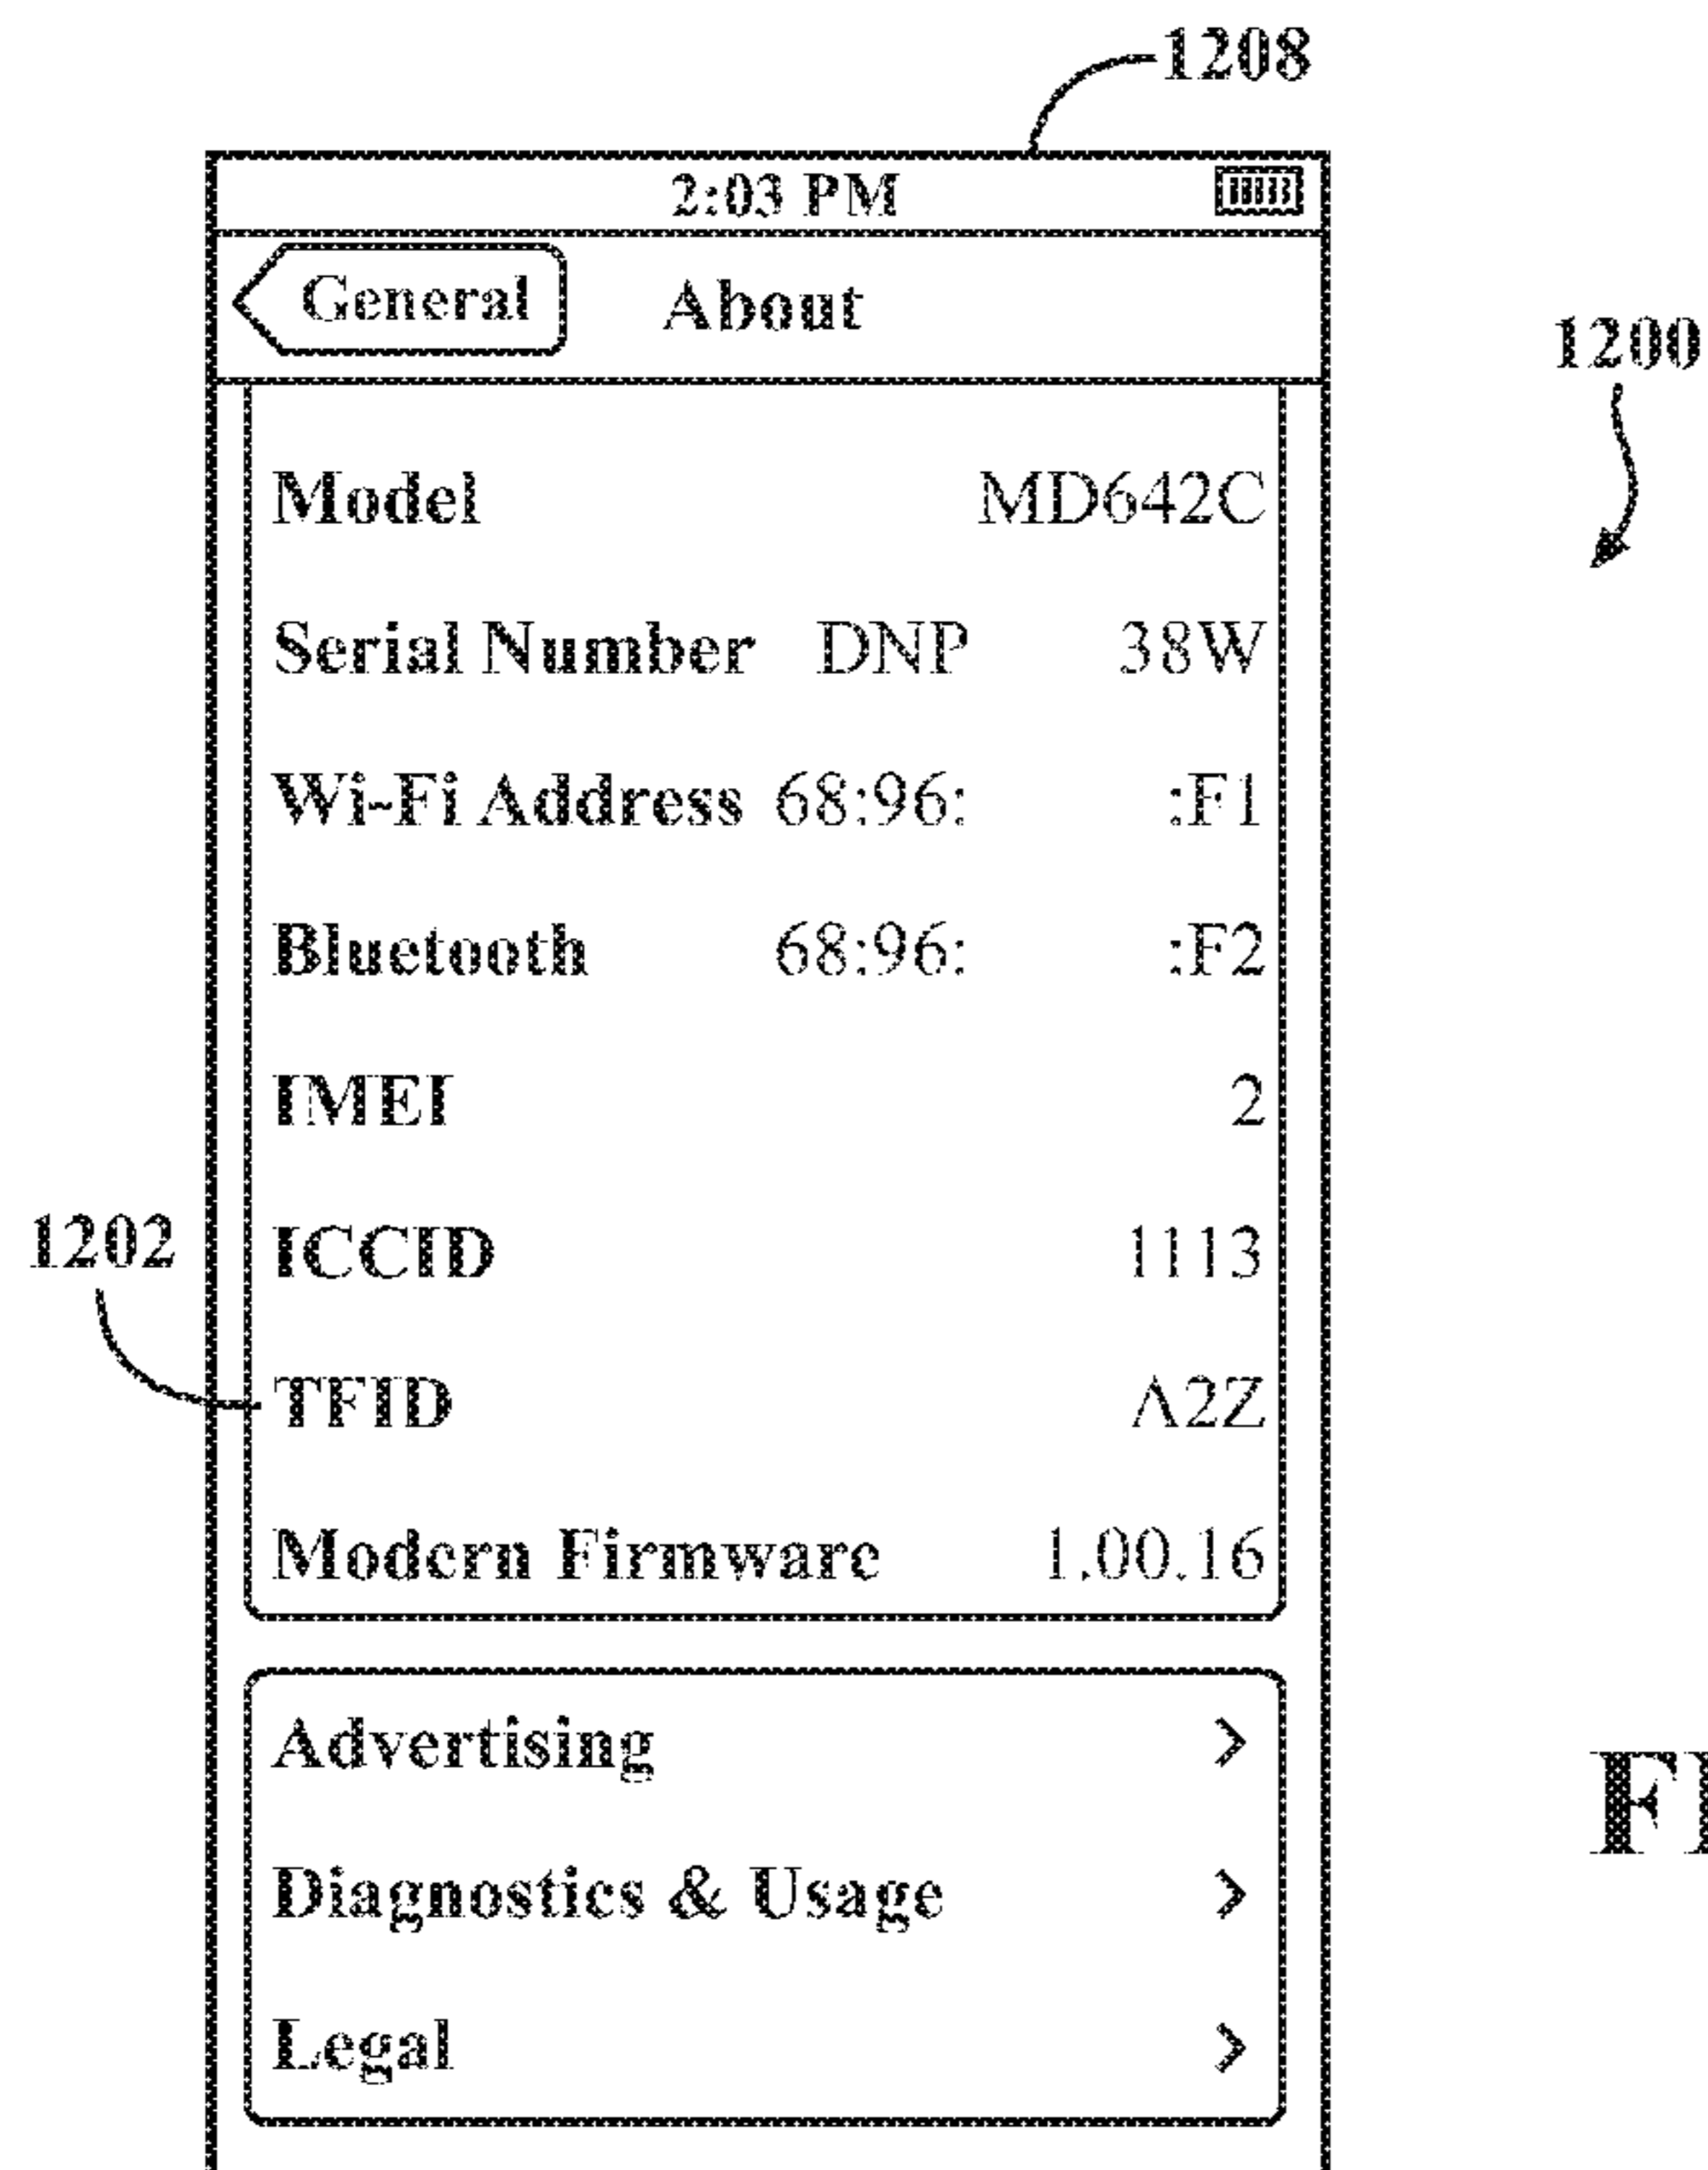 1208
2:03 PM
General About
1200
Model MD642C
Serial Number DNP 38W
Wi-Fi Address 68:96: :F1
Bluetooth 68:96: :F2
IMEI 2
1202
ICCID 1113
TFID A2Z
Modern Firmware 1.00.16
Advertising >
FI
Diagnostics & Usage >
Legal >